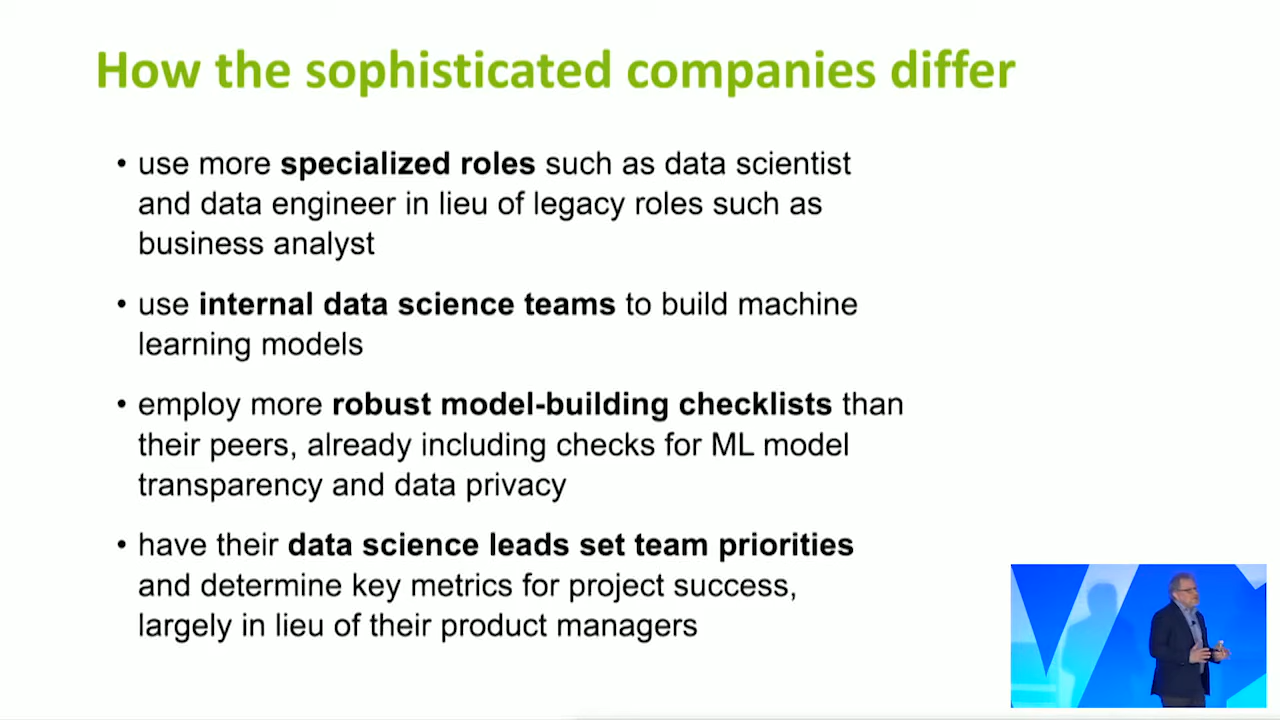 How the sophisticated companies differ
• use more specialized roles such as data scientist
and data engineer in lieu of legacy roles such as
business analyst
• use internal data science teams to build machine
learning models
• employ more robust model-building checklists than
their peers, already including checks for ML model
transparency and data privacy
• have their data science leads set team priorities
and determine key metrics for project success,
largely in lieu of their product managers